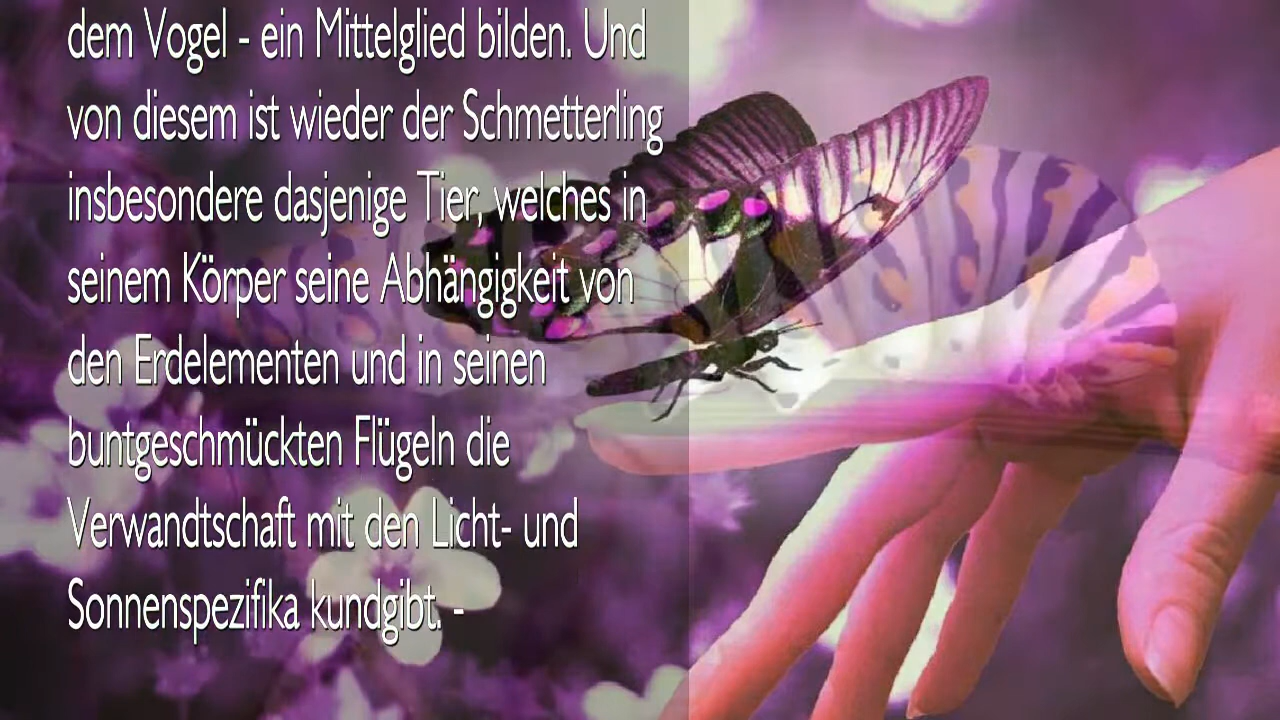 dem Vogel - ein Mittelglied bilden. Und
von diesem ist wieder der Schmetterling
insbesondere dasjenige Tier, welches in
seinem Körper seine Abhängigkeit von
den Erdelementen und in seinen
buntgeschmückten Flügeln die
Verwandtschaft mit den Licht- und
Sonnenspezifika kundgibt. -